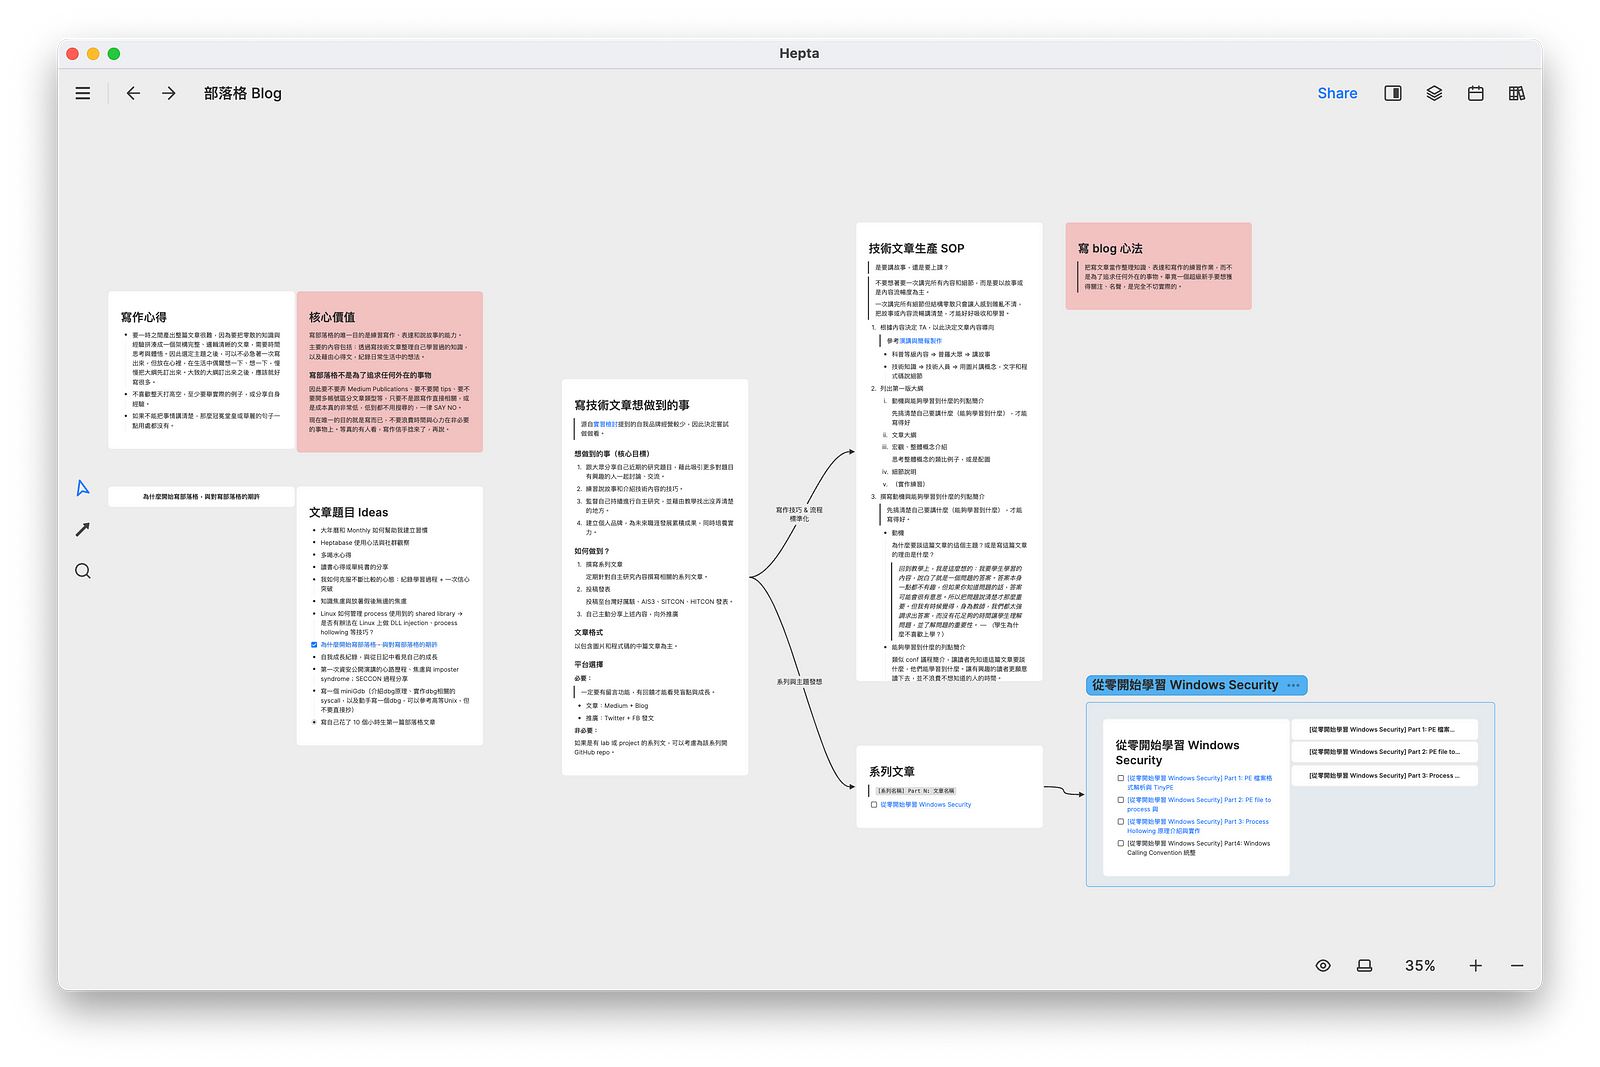 Hepta
部落格 Blog
Share
寫作心得
要一時之間產出整篇文章很難，因為要把零散的知識與
經驗拼湊成一個架構完整、邏輯清晰的文章，需要時間
思考與體悟。因此選定主題之後，可以不必急著一次寫
出來，但放在心裡，在生活中偶爾想一下、想一下，慢
慢把大綱先訂出來。大致的大綱訂出來之後，應該就好
寫很多。
不喜歡整天打高空，至少要舉實際的例子，或分享自身
經驗。
如果不能把事情講清楚，那麼冠冕堂皇或華麗的句子一
點用處都沒有。
核心價值
寫部落格的唯一目的是練習寫作、表達和說故事的能力。
主要的內容包括：透過寫技術文章整理自己學習過的知識，
以及藉由心得文，紀錄日常生活中的想法。
寫部落格不是為了追求任何外在的事物
因此要不要弄 Medium Publications、要不要開 tips、要不
要開多帳號區分文章類型等，只要不是跟寫作直接相關，或
是成本真的非常低，低到都不用搜尋的，一律 SAY NO。
現在唯一的目的就是寫而已，不要浪費時間與心力在非必要
的事物上。等真的有人看，寫作信手捻來了，再說。
為什麼開始寫部落格，與對寫部落格的期許
文章題目 Ideas
大年曆和 Monthly 如何幫助我建立習慣
Heptabase 使用心法與社群觀察
多喝水心得
讀書心得或單純書的分享
我如何克服不斷比較的心態：紀錄學習過程 + 一次信心
突破
知識焦慮與放暑假後無邊的焦慮
Linux 如何管理 process 使用到的 shared library →
是否有辦法在 Linux 上做 DLL injection、process
hollowing 等技巧？
為什麼開始寫部落格，與對寫部落格的期許
自我成長紀錄，與從日記中看見自己的成長
第一次資安公開演講的心路歷程、焦慮與 imposter
syndrome；SECCON 過程分享
寫一個 miniGdb（介紹dbg原理、實作dbg相關的
syscall，以及動手寫一個dbg，可以參考高等Unix，但
不要直接抄）
寫自己花了 10 個小時生第一篇部落格文章
寫技術文章想做到的事
源自實習檢討提到的自我品牌經營較少，因此決定嘗試
做做看。
想做到的事（核心目標）
1. 跟大眾分享自己近期的研究題目，藉此吸引更多對題目
有興趣的人一起討論、交流。
2. 練習說故事和介紹技術內容的技巧。
3. 監督自己持續進行自主研究，並藉由教學找出沒弄清楚
的地方。
4. 建立個人品牌，為未來職涯發展累積成果，同時培養實
力。
如何做到？
1. 撰寫系列文章
定期針對自主研究內容撰寫相關的系列文章。
2. 投稿發表
投稿至台灣好厲駭、AIS3、SITCON、HITCON 發表。
3. 自己主動分享上述內容，向外推廣
文章格式
以包含圖片和程式碼的中篇文章為主。
平台選擇
必要：
一定要有留言功能，有回饋才能看見盲點與成長。
文章：Medium + Blog
推廣：Twitter + FB 發文
非必要：
如果是有 lab 或 project 的系列文，可以考慮為該系列開
GitHub repo。
寫作技巧 & 流程
標準化
系列與主題發想
技術文章生產 SOP
是要講故事，還是要上課？
不要想著要一次講完所有內容和細節，而是要以故事或
是內容流暢度為主。
一次講完所有細節但結構零散只會讓人感到雜亂不清，
把故事或內容流暢講清楚，才能好好吸收和學習。
1. 根據內容決定 TA，以此決定文章內容導向
參考演講與簡報製作
科普等級內容 ⇒ 普羅大眾 ⇒ 講故事
技術知識 ⇒ 技術人員 ⇒ 用圖片講概念，文字和程
式碼說細節
2. 列出第一版大綱
i. 動機與能夠學習到什麼的列點簡介
先搞清楚自己要講什麼（能夠學習到什麼），才能
寫得好
ii. 文章大綱
iii. 宏觀、整體概念介紹
思考整體概念的類比例子，或是配圖
iv. 細節說明
v. （實作練習）
3. 撰寫動機與能夠學習到什麼的列點簡介
先搞清楚自己要講什麼（能夠學習到什麼），才能
寫得好。
動機
為什麼要談這篇文章的這個主題？或是寫這篇文章
的理由是什麼？
回到教學上，我是這麼想的：我要學生學習的
內容，說白了就是一個問題的答案。答案本身
一點都不有趣，但如果你知道問題的話，答案
可能會很有意思。所以把問題說清楚才那麼重
要。但我有時候覺得，身為教師，我們都太強
調求出答案，而沒有花足夠的時間讓學生理解
問題，並了解問題的重要性。 — 《學生為什
麼不喜歡上學？》
能夠學習到什麼的列點簡介
類似 conf 議程簡介，讓讀者先知道這篇文章要談
什麼，他們能學習到什麼。讓有興趣的讀者更願意
讀下去，並不浪費不想知道的人的時間。
寫 blog 心法
把寫文章當作整理知識、表達和寫作的練習作業，而不
是為了追求任何外在的事物。畢竟一個超級新手要想獲
得關注、名聲，是完全不切實際的。
系列文章
[系列名稱] Part N: 文章名稱
從零開始學習 Windows Security
從零開始學習 Windows Security
從零開始學習 Windows
Security
[從零開始學習 Windows Security] Part 1: PE 檔案格
式解析與 TinyPE
[從零開始學習 Windows Security] Part 2: PE file to
process 與
[從零開始學習 Windows Security] Part 3: Process
Hollowing 原理介紹與實作
[從零開始學習 Windows Security] Part4: Windows
Calling Convention 統整
[從零開始學習 Windows Security] Part 1: PE 檔案...
[從零開始學習 Windows Security] Part 2: PE file to...
[從零開始學習 Windows Security] Part 3: Process ...
35%